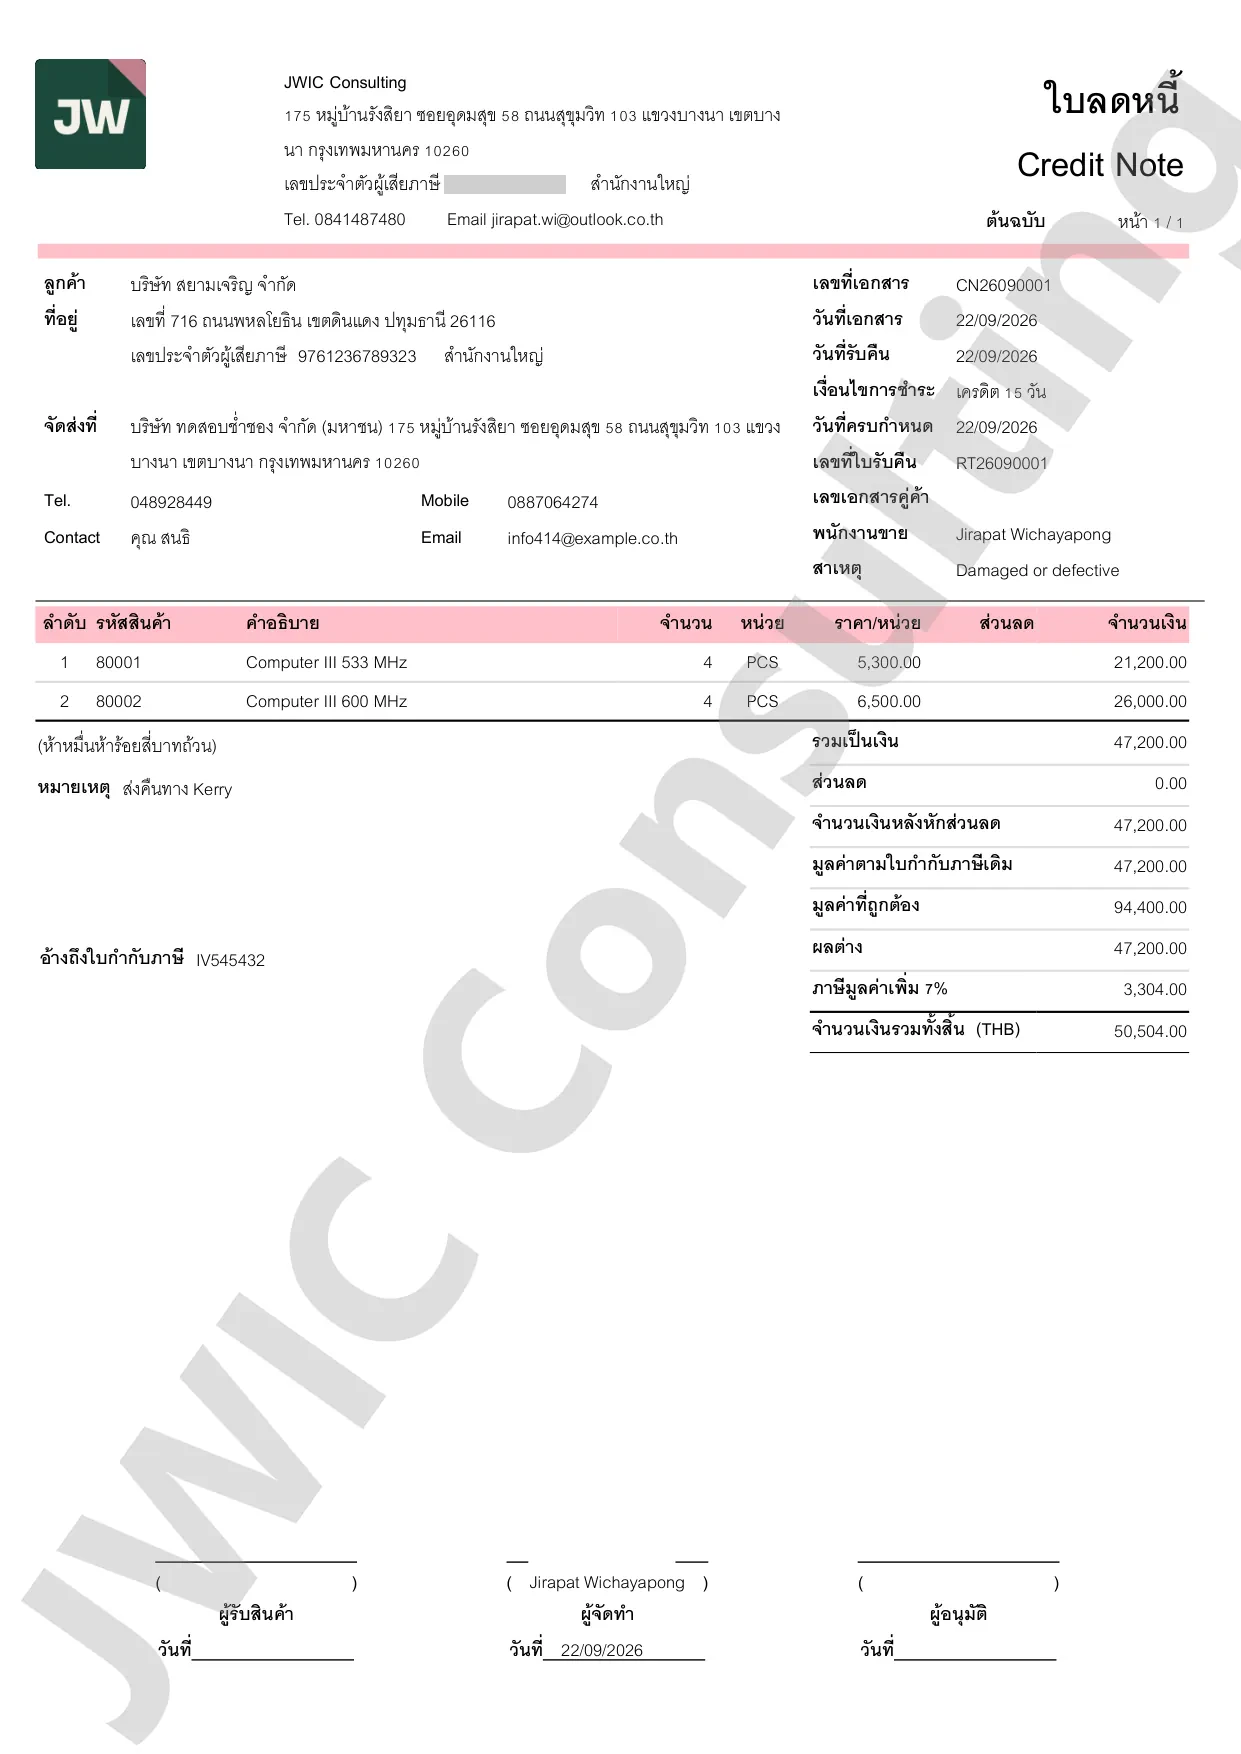 JW
JWIC Consulting
175 หมู่บ้านรังสิยา ซอยอุดมสุข 58 ถนนสุขุมวิท 103 แขวงบางนา เขตบาง
นา กรุงเทพมหานคร 10260
เลขประจำตัวผู้เสียภาษี สำนักงานใหญ่
Tel. 0841487480 Email jirapat.wi@outlook.co.th
ใบลดหนี้
Credit Note
ต้นฉบับ หน้า 1 / 1
ลูกค้า บริษัท สยามเจริญ จำกัด
ที่อยู่ เลขที่ 716 ถนนพหลโยธิน เขตดินแดง ปทุมธานี 26116
เลขประจำตัวผู้เสียภาษี 9761236789323 สำนักงานใหญ่
จัดส่งที่ บริษัท ทดสอบช่ำชอง จำกัด (มหาชน) 175 หมู่บ้านรังสิยา ซอยอุดมสุข 58 ถนนสุขุมวิท 103 แขวง
บางนา เขตบางนา กรุงเทพมหานคร 10260
Tel. 048928449 Mobile 0887064274
Contact คุณ สนธิ Email info414@example.co.th
เลขที่เอกสาร CN26090001
วันที่เอกสาร 22/09/2026
วันที่รับคืน 22/09/2026
เงื่อนไขการชำระ เครดิต 15 วัน
วันที่ครบกำหนด 22/09/2026
เลขที่ใบรับคืน RT26090001
เลขเอกสารคู่ค้า
พนักงานขาย Jirapat Wichayapong
สาเหตุ Damaged or defective
ลำดับ รหัสสินค้า คำอธิบาย จำนวน หน่วย ราคา/หน่วย ส่วนลด จำนวนเงิน
1 80001 Computer III 533 MHz 4 PCS 5,300.00 21,200.00
2 80002 Computer III 600 MHz 4 PCS 6,500.00 26,000.00
(ห้าหมื่นห้าร้อยสี่บาทถ้วน)
หมายเหตุ ส่งคืนทาง Kerry
อ้างถึงใบกำกับภาษี IV545432
รวมเป็นเงิน 47,200.00
ส่วนลด 0.00
จำนวนเงินหลังหักส่วนลด 47,200.00
มูลค่าตามใบกำกับภาษีเดิม 47,200.00
มูลค่าที่ถูกต้อง 94,400.00
ผลต่าง 47,200.00
ภาษีมูลค่าเพิ่ม 7% 3,304.00
จำนวนเงินรวมทั้งสิ้น (THB) 50,504.00
JWIC Consulting
( ) ( Jirapat Wichayapong ) ( )
ผู้รับสินค้า ผู้จัดทำ ผู้อนุมัติ
วันที่ วันที่ 22/09/2026 วันที่